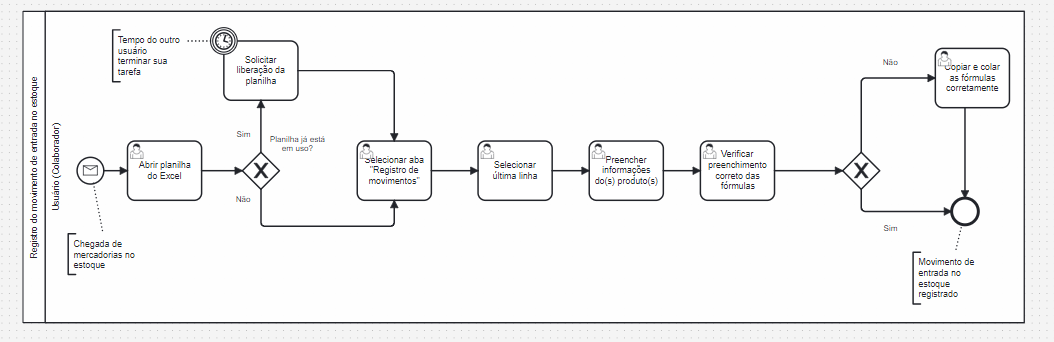 Registro do movimento de entrada no estoque
Usuário (Colaborador)
Tempo do outro
usuário
terminar sua
tarefa
Solicitar
liberação da
planilha
Sim
Planilha já está
em uso?
Não
Chegada de
mercadorias no
estoque
Abrir planilha
do Excel
Selecionar aba
"Registro de
movimentos"
Selecionar
última linha
Preencher
informações
do(s) produto(s)
Verificar
preenchimento
correto das
fórmulas
Não
Copiar e colar
as fórmulas
corretamente
Sim
Movimento de
entrada no
estoque
registrado